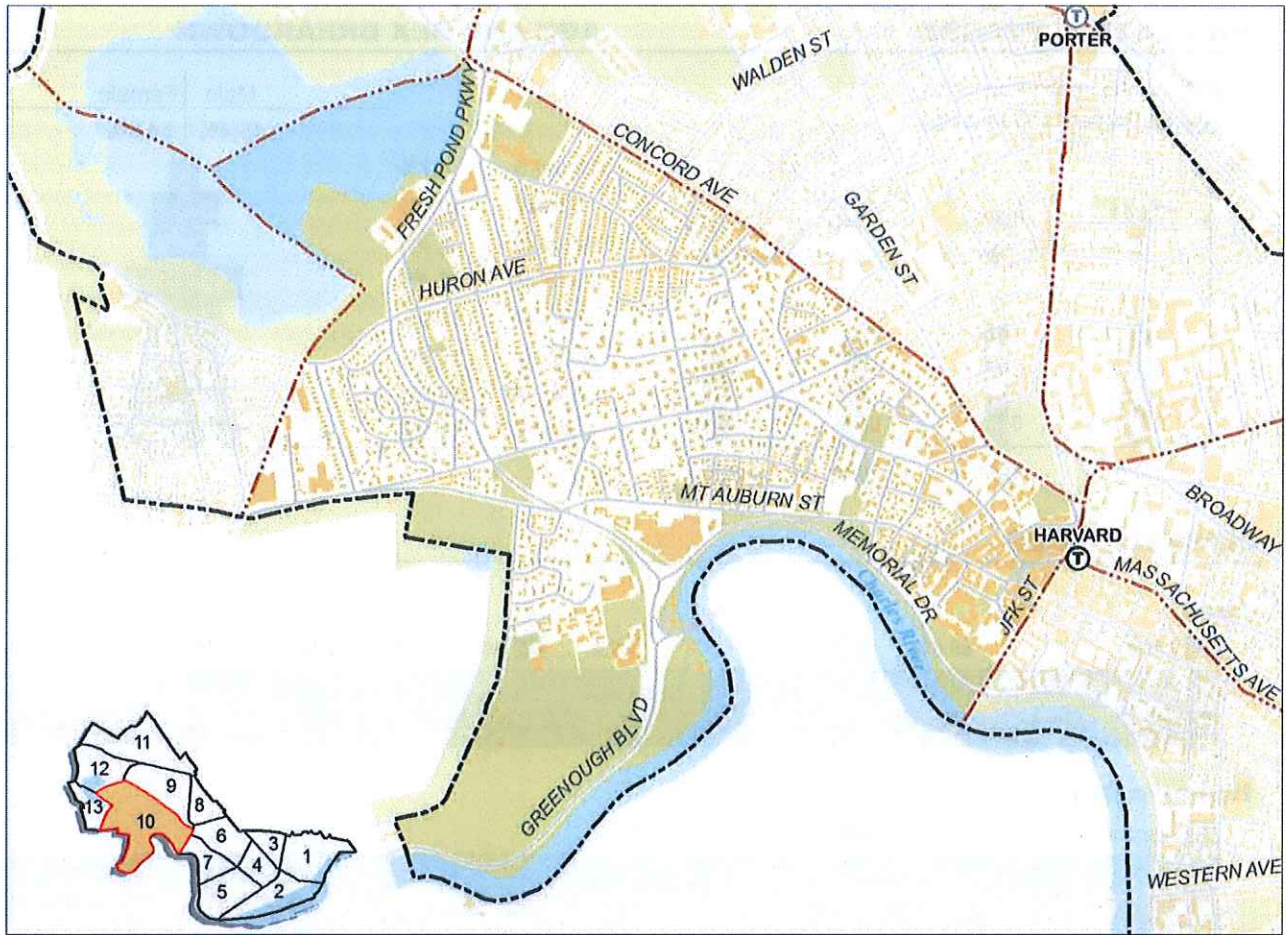 T
PORTER
WALDEN ST
FRESH POND PKWY
CONCORD AVE
GARDEN ST
HURON AVE
MT AUBURN ST
MEMORIAL DR
Charles River
HARVARD
T
JFK ST
BROADWAY
MASSACHUSETTS AVE
GREENOUGH BLVD
WESTERN AVE
11
12
9
13
8
10
6
3
7
4
1
5
2